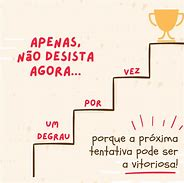 APENAS,
NÃO DESISTA
AGORA...
UM
DEGRAU
POR
VEZ
porque a próxima
tentativa pode ser
a vitoriosa!